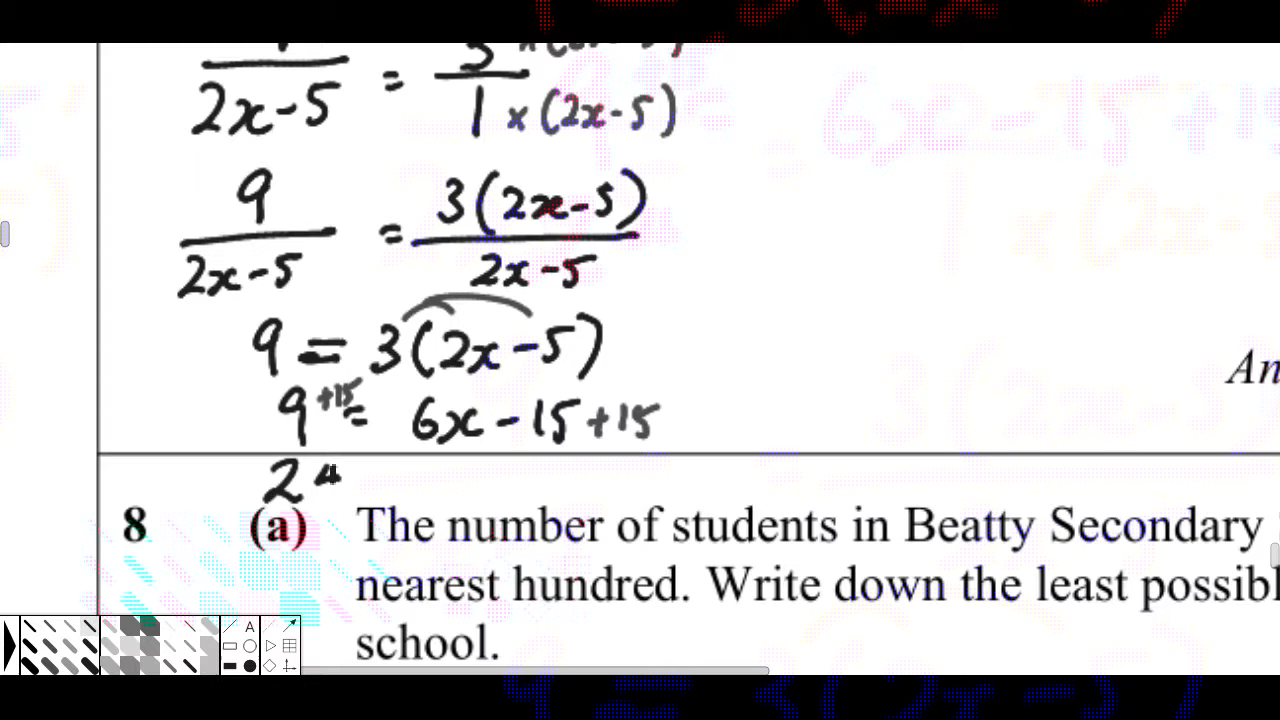 2x-5 = 1 ×(2x-5)
9 3(2x-5)
2x-5 = 2x-5
9 = 3(2x-5)
9+15 = 6x-15+15
24
8 (a) The number of students in Beatty Secondary
nearest hundred. Write down the least possibl
school.
An
A